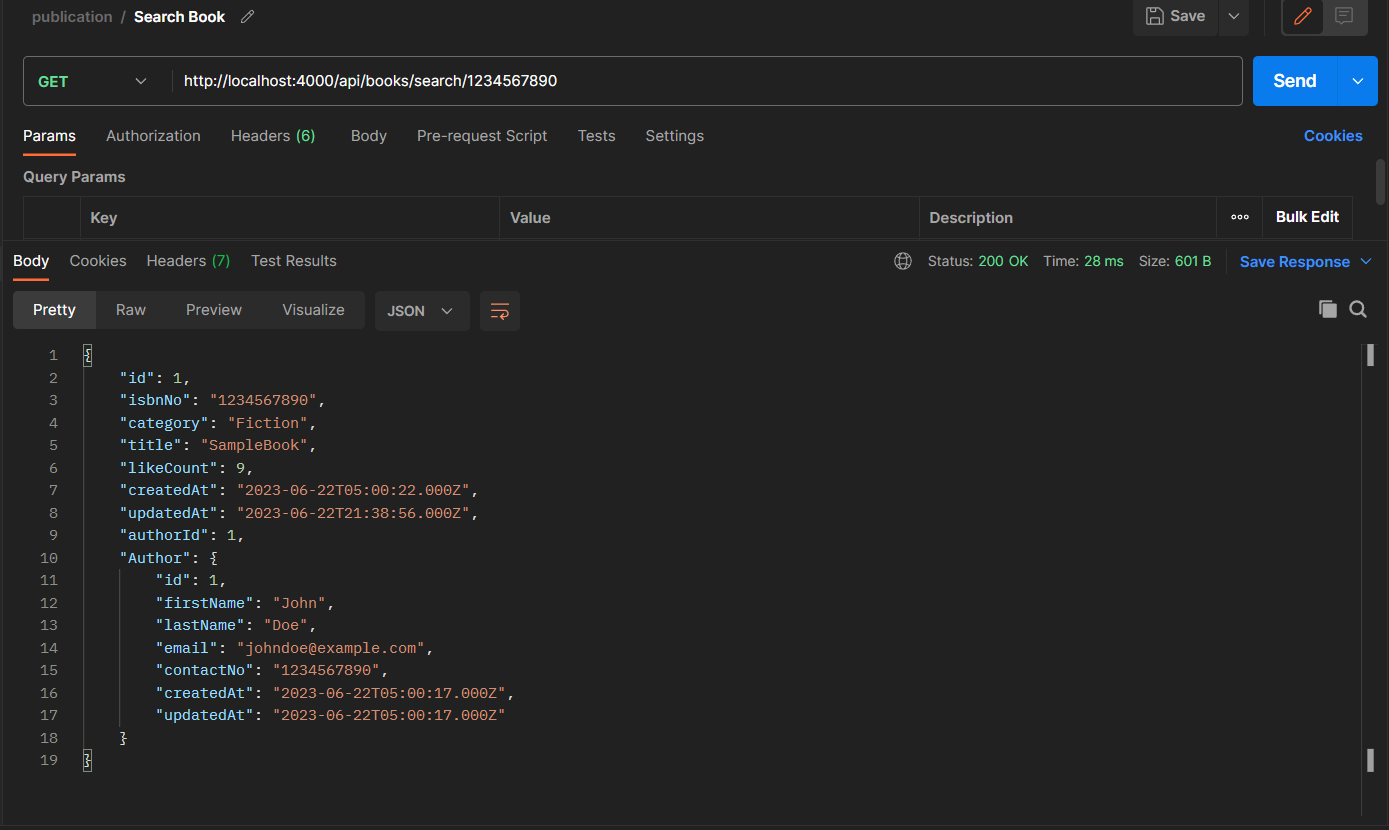 publication / Search Book
Save
GET http://localhost:4000/api/books/search/1234567890 Send
Params Authorization Headers (6) Body Pre-request Script Tests Settings Cookies
Query Params
Key Value Description ooo Bulk Edit
Body Cookies Headers (7) Test Results Status: 200 OK Time: 28 ms Size: 601 B Save Response
Pretty Raw Preview Visualize JSON
1 {
2 "id": 1,
3 "isbnNo": "1234567890",
4 "category": "Fiction",
5 "title": "SampleBook",
6 "likeCount": 9,
7 "createdAt": "2023-06-22T05:00:22.000Z",
8 "updatedAt": "2023-06-22T21:38:56.000Z",
9 "authorId": 1,
10 "Author": {
11 "id": 1,
12 "firstName": "John",
13 "lastName": "Doe",
14 "email": "johndoe@example.com",
15 "contactNo": "1234567890",
16 "createdAt": "2023-06-22T05:00:17.000Z",
17 "updatedAt": "2023-06-22T05:00:17.000Z"
18 }
19 }